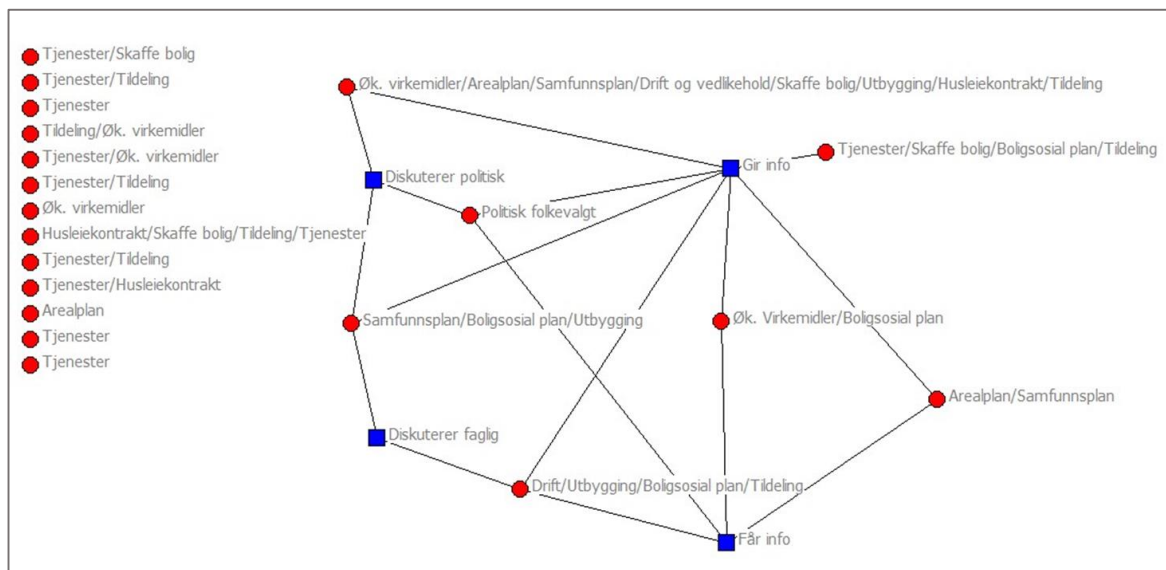 Tjenester/Skaffe bolig
Tjenester/Tildeling
Tjenester
Tildeling/Øk. virkemidler
Tjenester/Øk. virkemidler
Tjenester/Tildeling
Øk. virkemidler
Husleiekontrakt/Skaffe bolig/Tildeling/Tjenester
Tjenester/Tildeling
Tjenester/Husleiekontrakt
Arealplan
Tjenester
Tjenester
Øk. virkemidler/Arealplan/Samfunnsplan/Drift og vedlikehold/Skaffe bolig/Utbygging/Husleiekontrakt/Tildeling
Tjenester/Skaffe bolig/Boligsosial plan/Tildeling
Gir info
Diskuterer politisk
Politisk folkevalgt
Samfunnsplan/Boligsosial plan/Utbygging
Øk. Virkemidler/Boligsosial plan
Arealplan/Samfunnsplan
Diskuterer faglig
Drift/Utbygging/Boligsosial plan/Tildeling
Får info